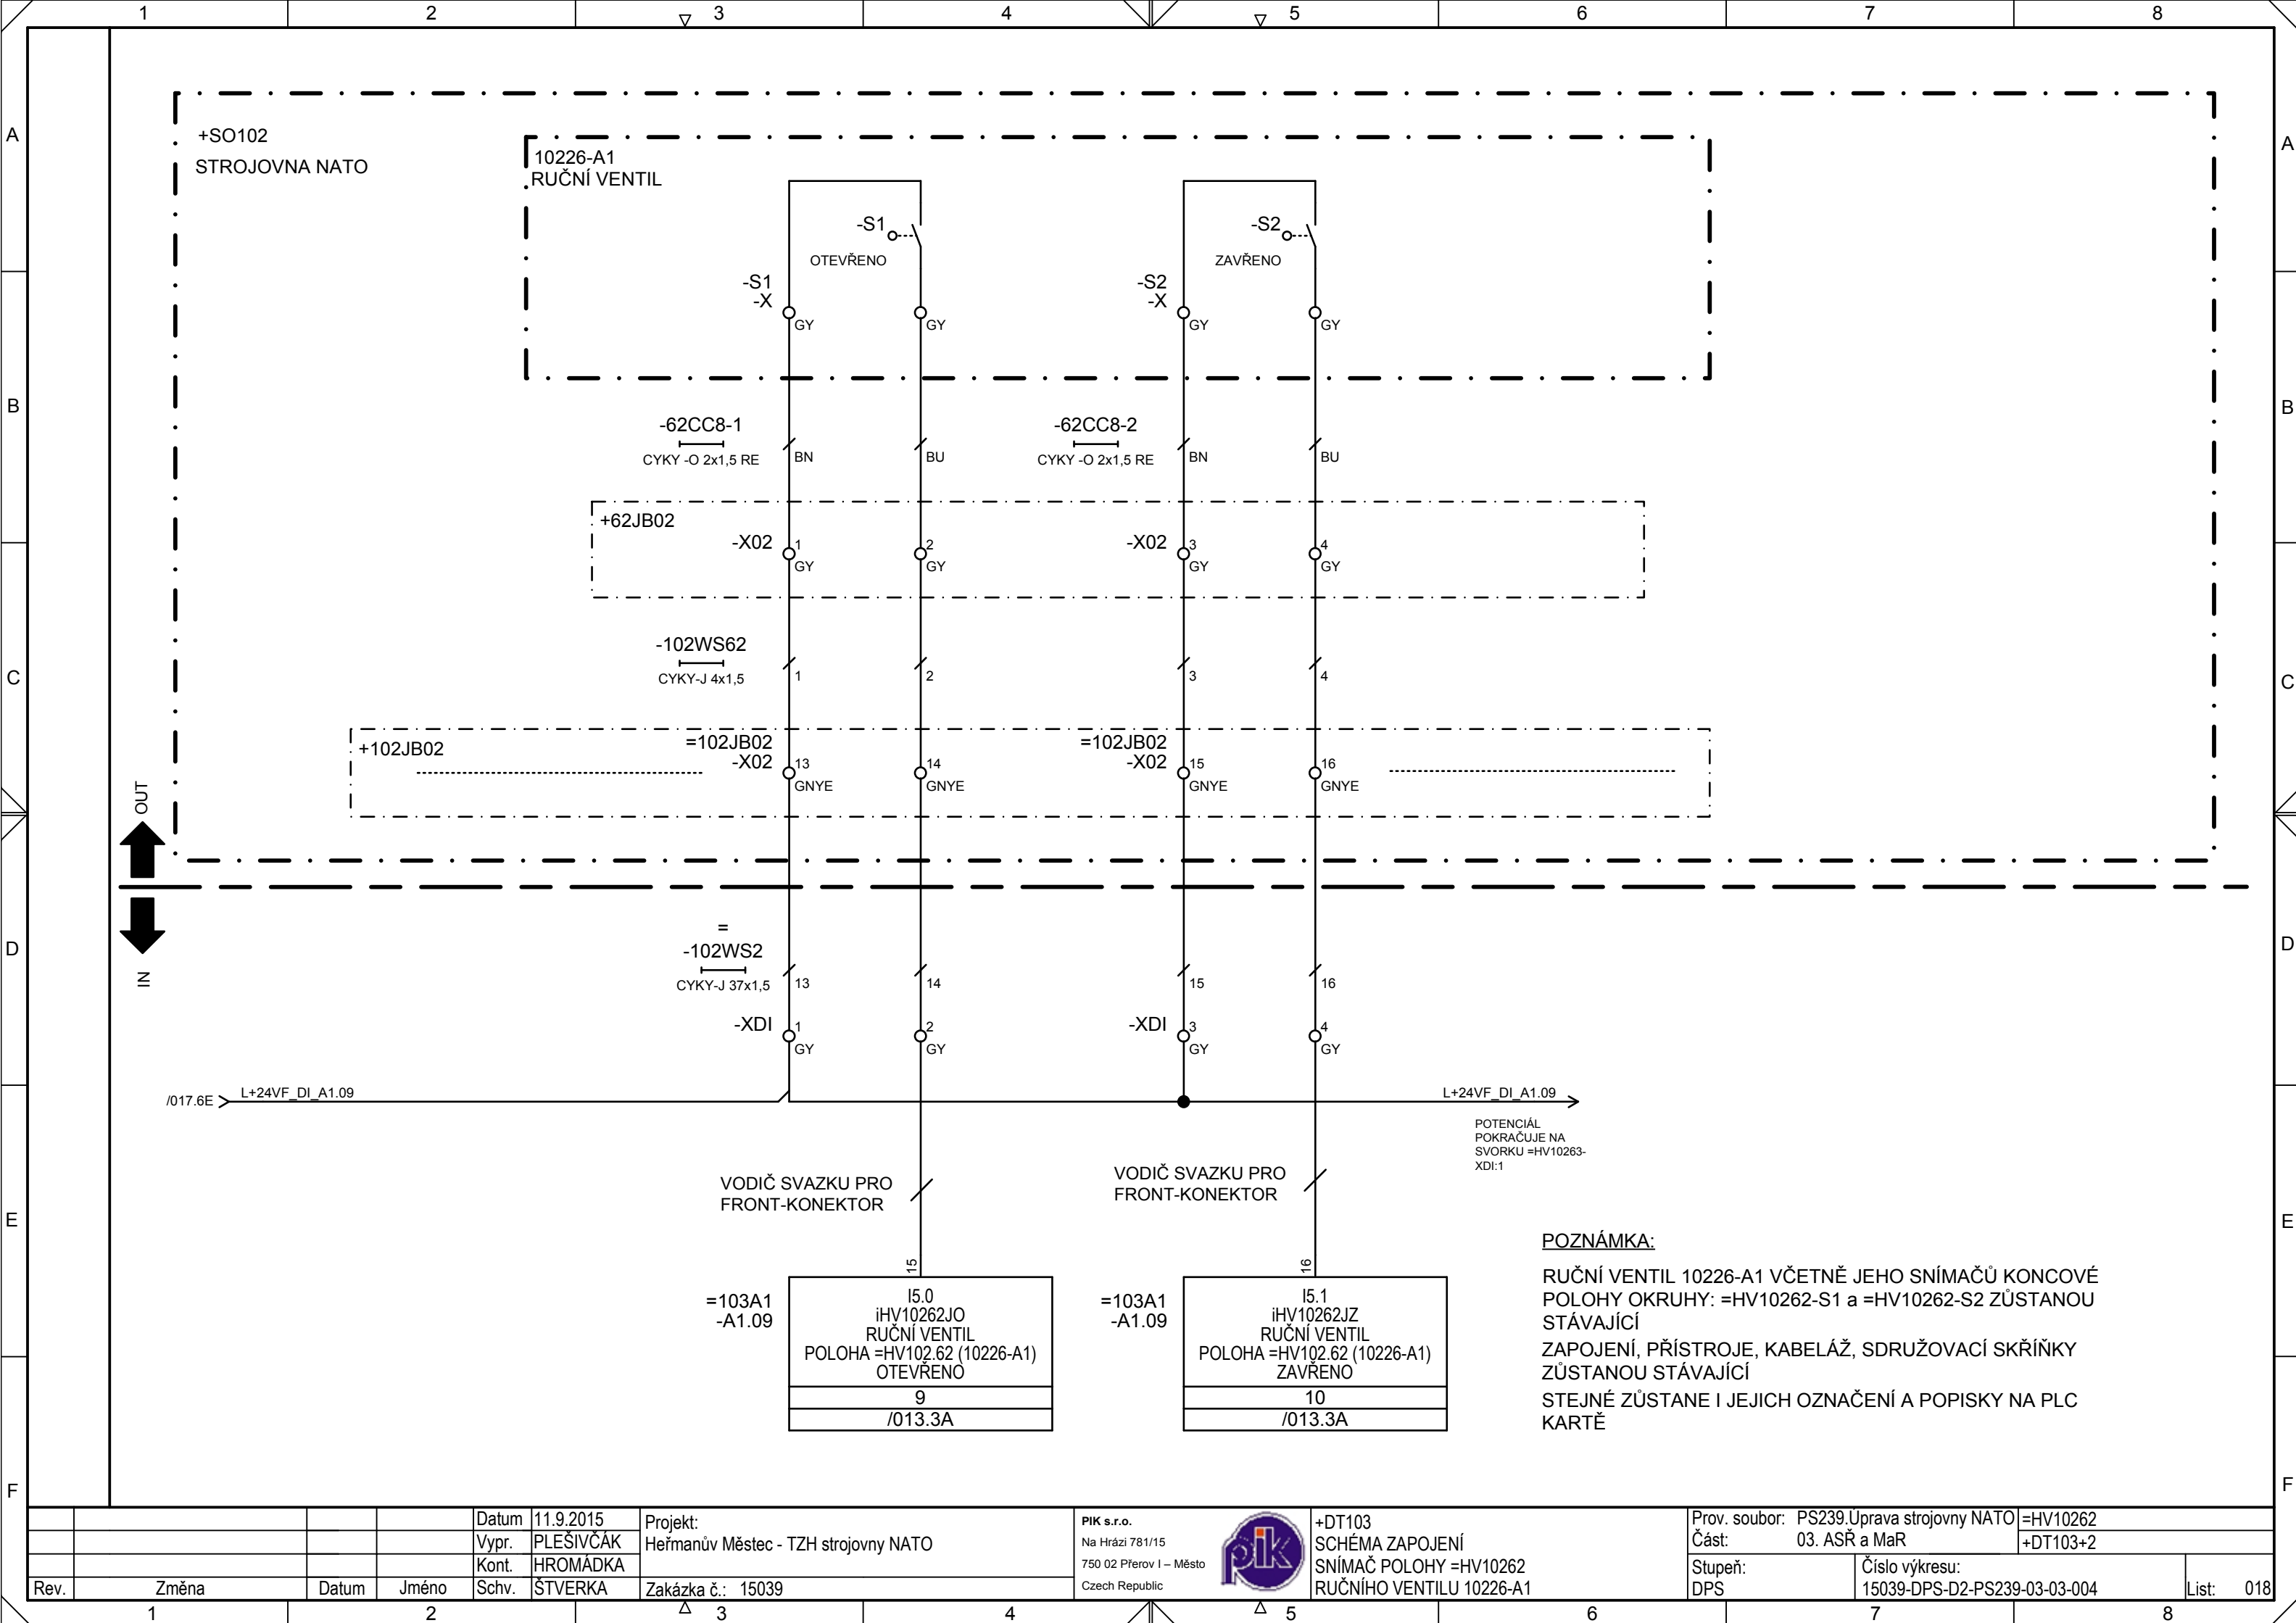 1 2 3 4 5 6 7 8
A A
+SO102
STROJOVNA NATO
10226-A1
RUČNÍ VENTIL
-S1
OTEVŘENO
-S2
ZAVŘENO
-S1
-X
GY
GY
-S2
-X
GY
GY
B B
-62CC8-1
CYKY -O 2x1,5 RE
BN
BU
-62CC8-2
CYKY -O 2x1,5 RE
BN
BU
+62JB02
-X02
1
GY
2
GY
-X02
3
GY
4
GY
C C
-102WS62
CYKY-J 4x1,5
1
2
3
4
+102JB02
=102JB02
-X02
13
GNYE
14
GNYE
=102JB02
-X02
15
GNYE
16
GNYE
OUT
IN
D D
=
-102WS2
CYKY-J 37x1,5
13
14
15
16
-XDI
1
GY
2
GY
-XDI
3
GY
4
GY
/017.6E
L+24VF_DI_A1.09
L+24VF_DI_A1.09
POTENCIÁL
POKRAČUJE NA
SVORKU =HV10263-
XDI:1
VODIČ SVAZKU PRO
FRONT-KONEKTOR
VODIČ SVAZKU PRO
FRONT-KONEKTOR
E E
15
=103A1
-A1.09
I5.0
iHV10262JO
RUČNÍ VENTIL
POLOHA =HV102.62 (10226-A1)
OTEVŘENO
9
/013.3A
16
=103A1
-A1.09
I5.1
iHV10262JZ
RUČNÍ VENTIL
POLOHA =HV102.62 (10226-A1)
ZAVŘENO
10
/013.3A
POZNÁMKA:
RUČNÍ VENTIL 10226-A1 VČETNĚ JEHO SNÍMAČŮ KONCOVÉ
POLOHY OKRUHY: =HV10262-S1 a =HV10262-S2 ZŮSTANOU
STÁVAJÍCÍ
ZAPOJENÍ, PŘÍSTROJE, KABELÁŽ, SDRUŽOVACÍ SKŘÍŇKY
ZŮSTANOU STÁVAJÍCÍ
STEJNÉ ZŮSTANE I JEJICH OZNAČENÍ A POPISKY NA PLC
KARTĚ
F F
Rev. Změna Datum Jméno
Datum 11.9.2015
Vypr. PLEŠIVČÁK
Kont. HROMÁDKA
Schv. ŠTVERKA
Projekt:
Heřmanův Městec - TZH strojovny NATO
Zakázka č.: 15039
PIK s.r.o.
Na Hrázi 781/15
750 02 Přerov I – Město
Czech Republic
pik
+DT103
SCHÉMA ZAPOJENÍ
SNÍMAČ POLOHY =HV10262
RUČNÍHO VENTILU 10226-A1
Prov. soubor: PS239.Úprava strojovny NATO
Část: 03. ASŘ a MaR
=HV10262
+DT103+2
Stupeň:
DPS
Číslo výkresu:
15039-DPS-D2-PS239-03-03-004
List: 018
1 2 3 4 5 6 7 8